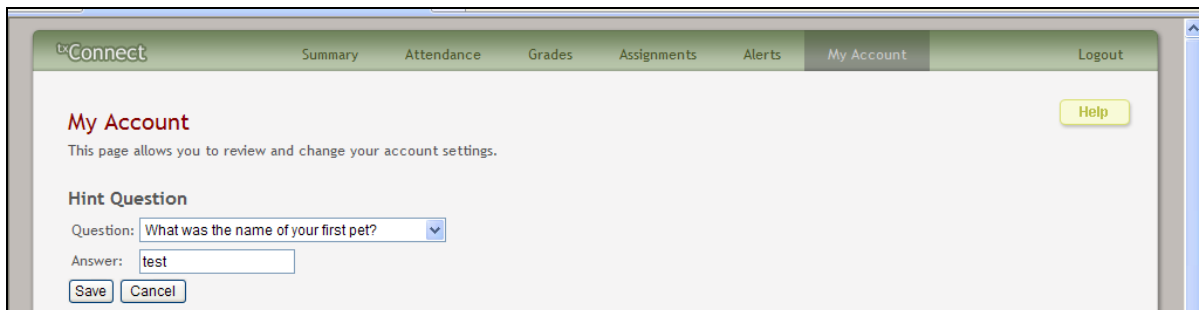 txConnect Summary Attendance Grades Assignments Alerts My Account Logout
Help
My Account
This page allows you to review and change your account settings.
Hint Question
Question: What was the name of your first pet?
Answer: test
Save Cancel